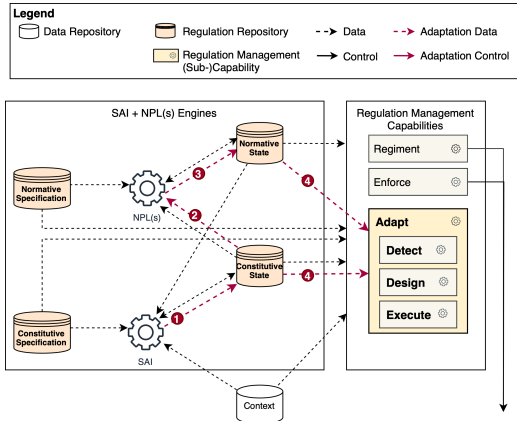 Legend
Data Repository
Regulation Repository
Data
Adaptation Data
Regulation Management
(Sub-)Capability
Control
Adaptation Control
SAI + NPL(s) Engines
Regulation Management
Capabilities
Normative
State
Regiment
3
4
Enforce
Normative
Specification
NPL(s)
2
Adapt
Detect
Constitutive
State
4
Design
1
Execute
Constitutive
Specification
SAI
Context